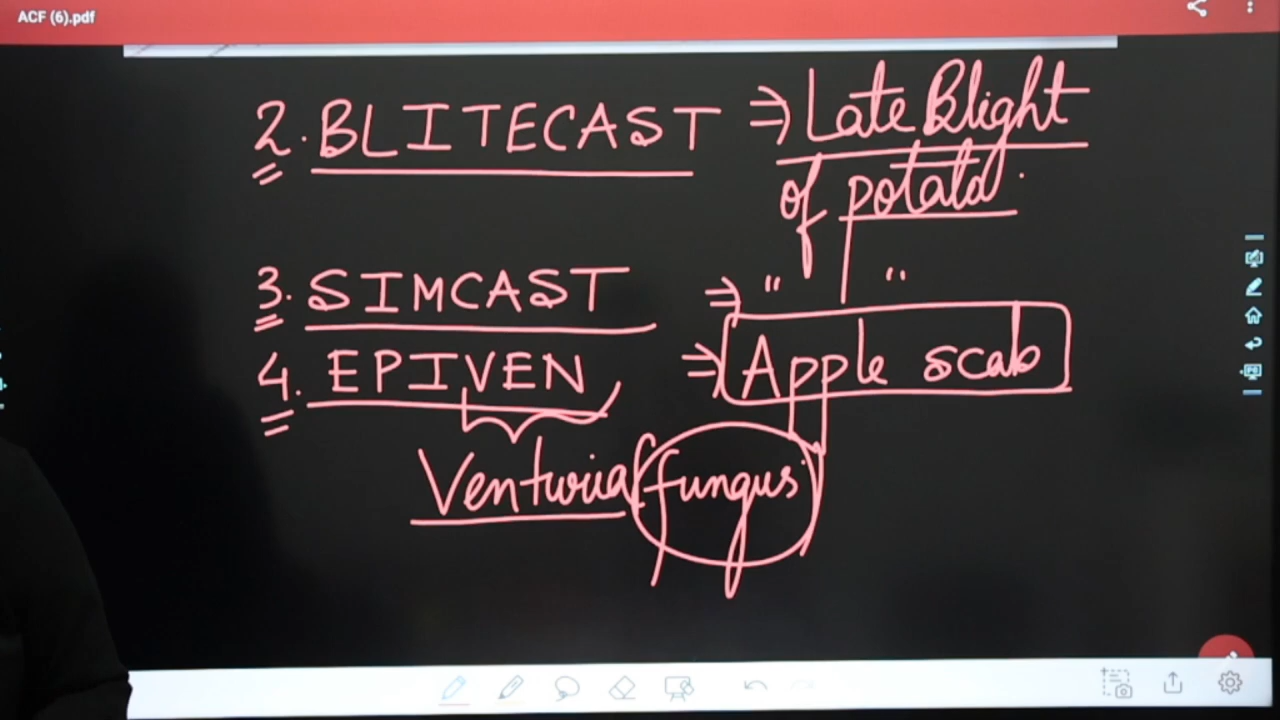 ACF (6).pdf
2. BLITECAST ⇒ Late Blight
of potato.
3. SIMCAST ⇒ " "
4. EPIVEN ⇒ Apple scab
Venturia (fungus)